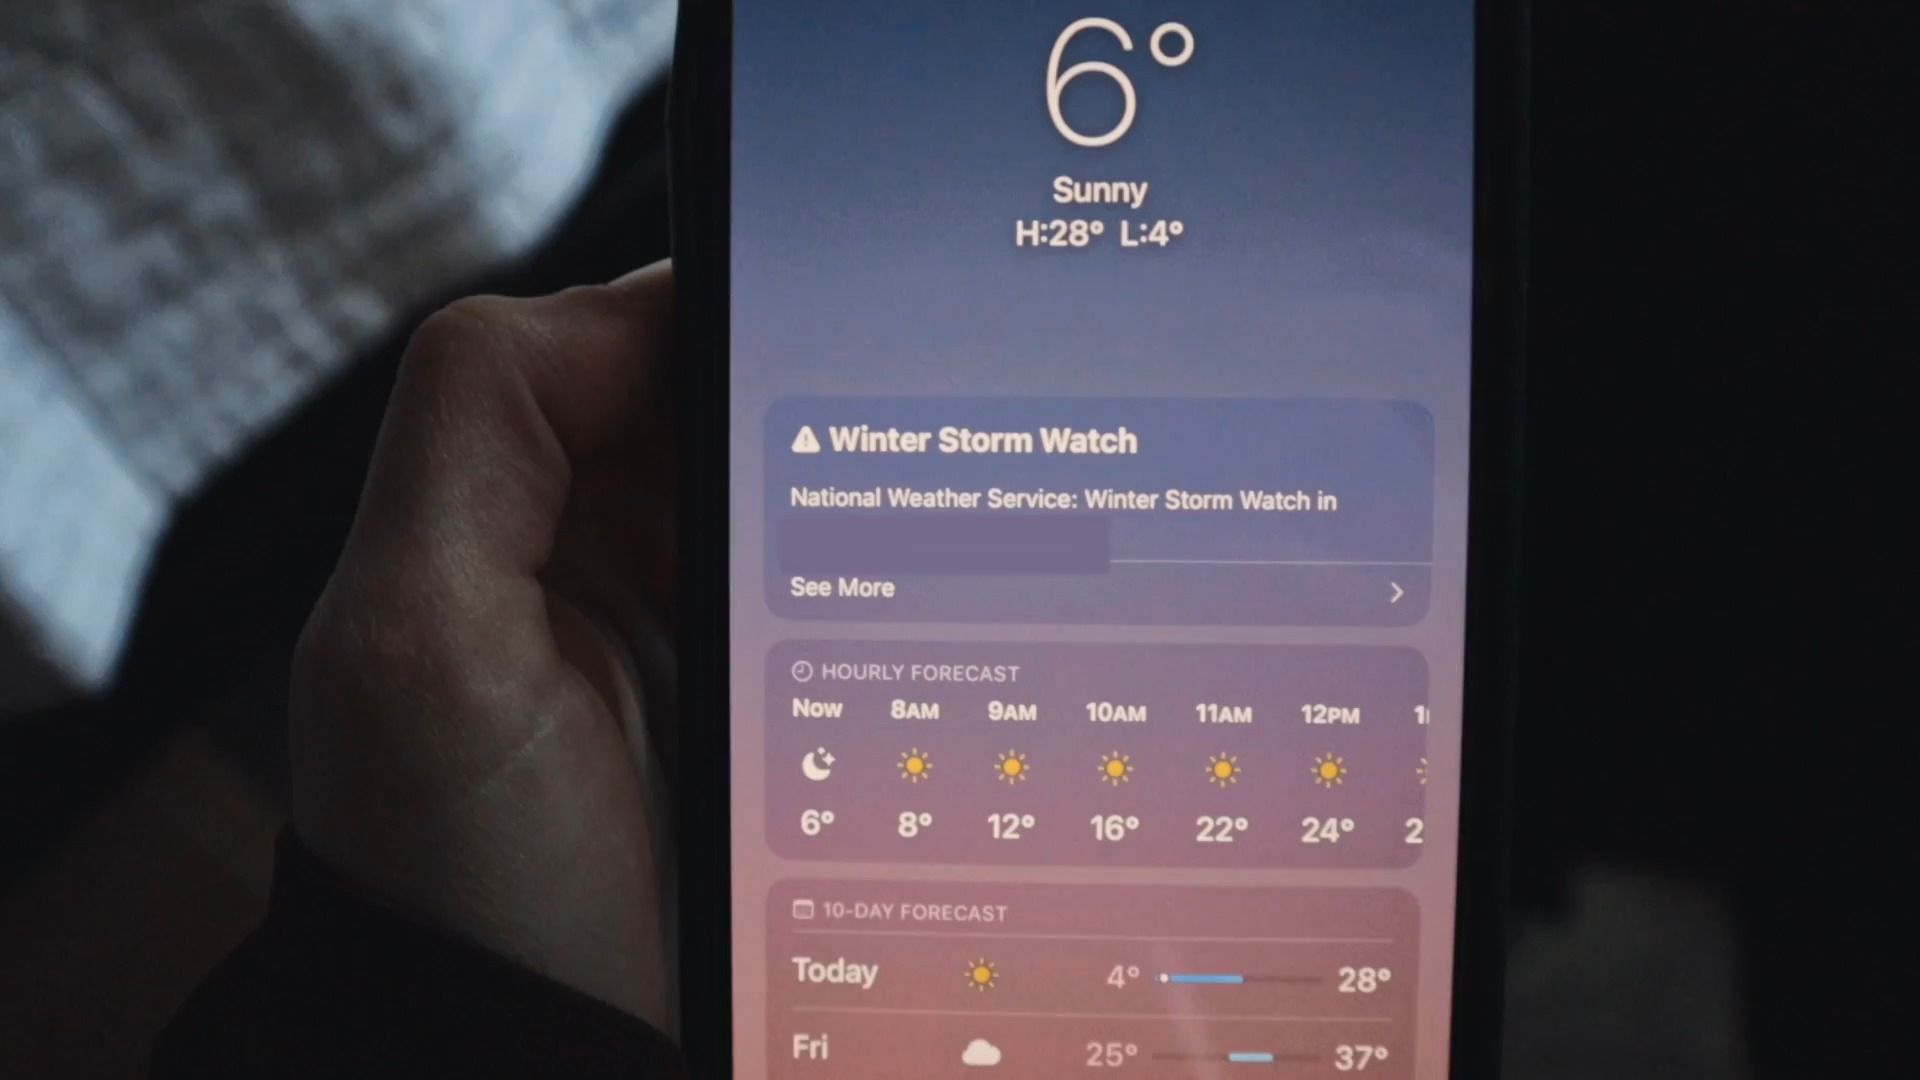 6°
Sunny
H:28° L:4°
Winter Storm Watch
National Weather Service: Winter Storm Watch in
See More
HOURLY FORECAST
Now 8AM 9AM 10AM 11AM 12PM
6° 8° 12° 16° 22° 24°
10-DAY FORECAST
Today 4° 28°
Fri 25° 37°